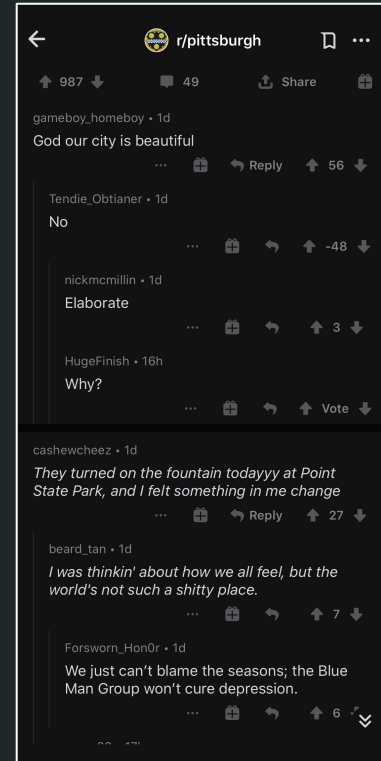 r/pittsburgh
987 49 Share
gameboy_homeboy • 1d
God our city is beautiful
Reply 56
Tendie_Obtianer • 1d
No
-48
nickmcmillin • 1d
Elaborate
3
HugeFinish • 16h
Why?
Vote
cashewcheez • 1d
They turned on the fountain todayyy at Point
State Park, and I felt something in me change
Reply 27
beard_tan • 1d
I was thinkin' about how we all feel, but the
world's not such a shitty place.
7
Forsworn_Hon0r • 1d
We just can't blame the seasons; the Blue
Man Group won't cure depression.
6